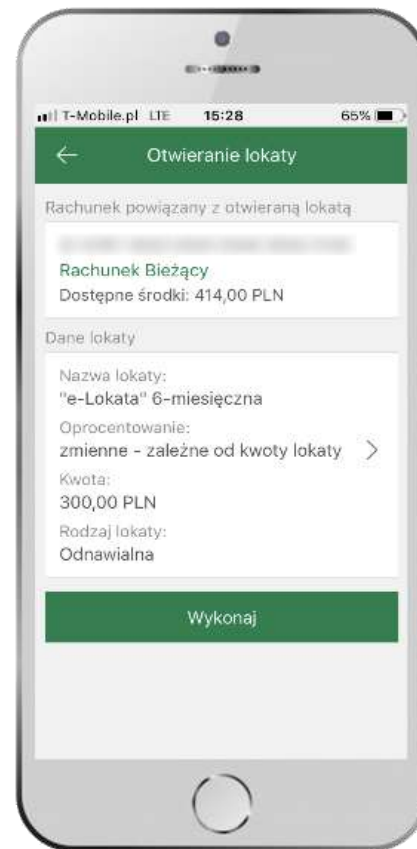 T-Mobile.pl LTE 15:28 65%
Otwieranie lokaty
Rachunek powiązany z otwieraną lokatą
Rachunek Bieżący
Dostępne środki: 414,00 PLN
Dane lokaty
Nazwa lokaty:
"e-Lokata" 6-miesięczna
Oprocentowanie:
zmienne - zależne od kwoty lokaty
Kwota:
300,00 PLN
Rodzaj lokaty:
Odnawialna
Wykonaj